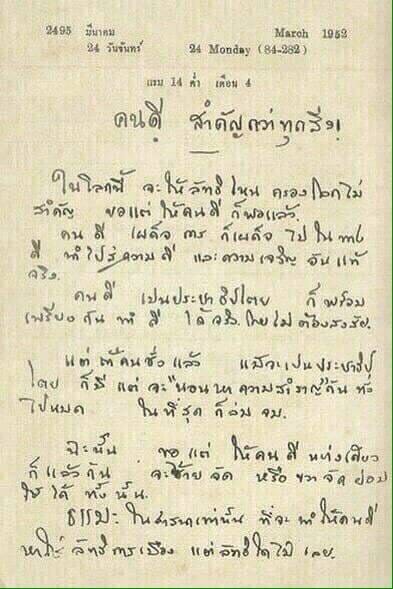 2495 มีนาคม March 1952
24 วันจันทร์ 24 Monday (84-282)
แรม 14 ค่ำ เดือน 4
คนดี สำคัญกว่าทุกสิ่ง!
ในโลกนี้ จะให้ลัทธิไหน ครองโลกไม่
สำคัญ ขอแต่ ให้คนดี ก็พอแล้ว.
คน ดี เผด็จ การ ก็เผด็จ ไปในทาง
ดี ทำไปสู่ความดี และความเจริญ อันแท้
จริง.
คนดี เป็นประชาธิปไตย ก็พร้อม
เพรียงกัน ทำ ดี ได้จริง. โดยไม่ต้องสงสัย.
แต่ ถ้าคนชั่ว แล้ว แม้จะเป็นประชาธิป
ไตย ก็มี แต่ จะ "นอนหาความสำราญ" กัน ทั้ง
ไปหมด ในที่สุด ก็ล่มจม.
ฉะนั้น ขอแต่ ให้คนดี อย่างเดียว
ก็แล้วกัน จะซ้ายจัด หรือ ขวาจัด ย่อม
ใช้ได้ ทั้งนั้น.
ธรรมะ ในศาสนาเท่านั้น ที่จะทำให้คนดี
หาใช่ ลัทธิการเมือง แต่ลัทธิใดไม่ เลย.